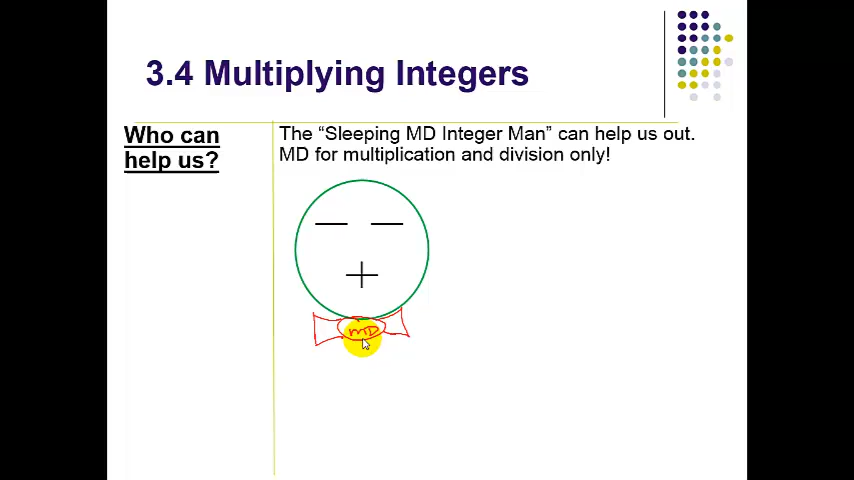 3.4 Multiplying Integers
Who can
help us?
The “Sleeping MD Integer Man” can help us out.
MD for multiplication and division only!
— —
+
MD